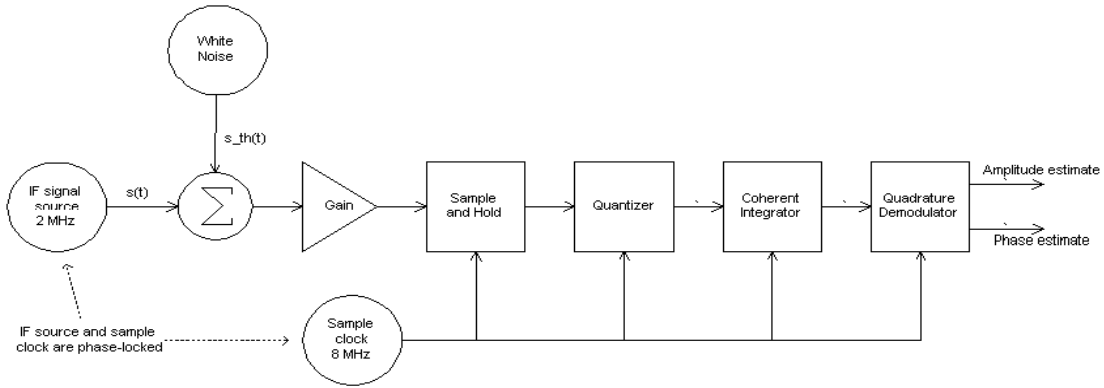 White
Noise
s_th(t)
IF signal
source
2 MHz
s(t)
Σ
Gain
Sample
and Hold
Quantizer
Coherent
Integrator
Quadrature
Demodulator
Amplitude estimate
Phase estimate
IF source and sample
clock are phase-locked
Sample
clock
8 MHz